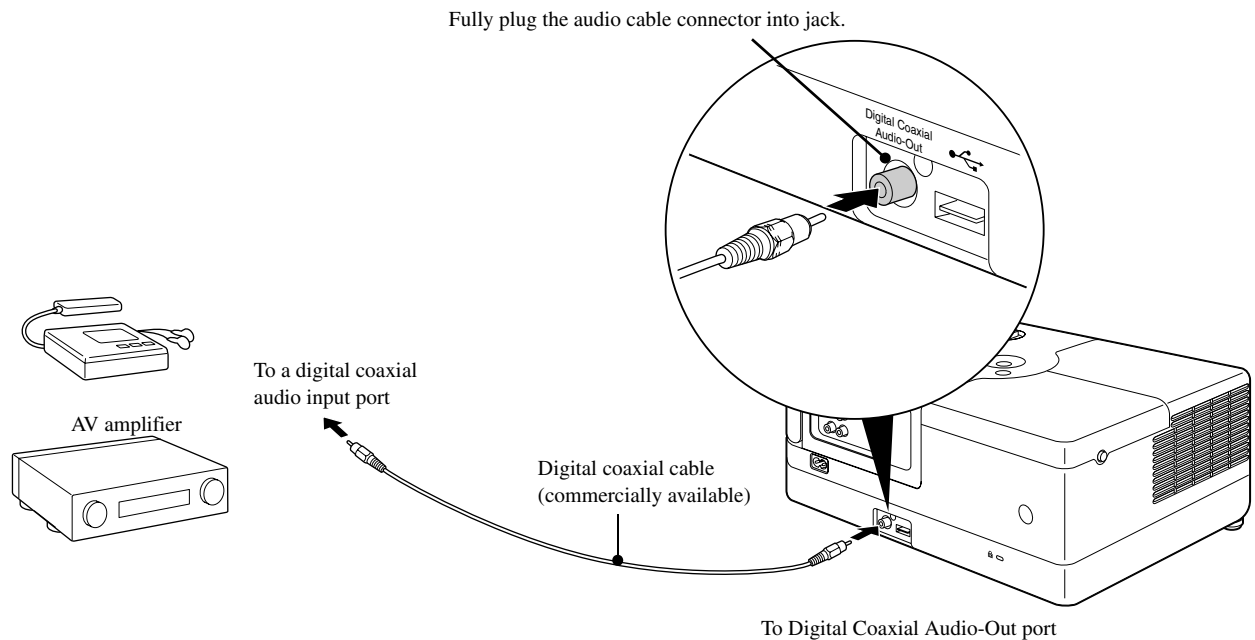 Fully plug the audio cable connector into jack.
Digital Coaxial
Audio-Out
To a digital coaxial
audio input port
AV amplifier
Digital coaxial cable
(commercially available)
To Digital Coaxial Audio-Out port